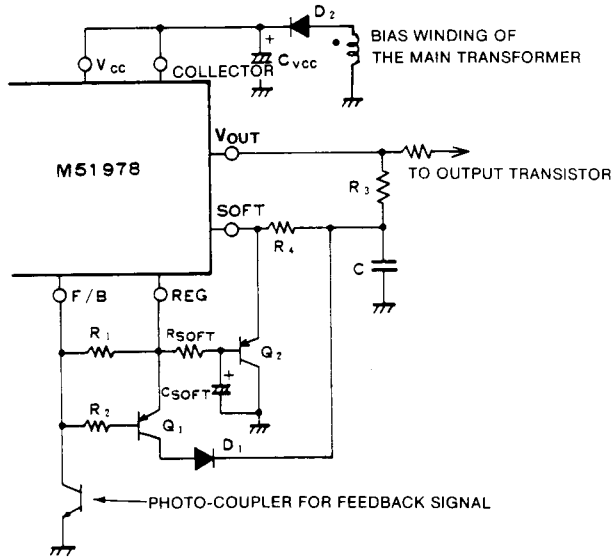 D2
BIAS WINDING OF
THE MAIN TRANSFORMER
+
CVCC
VCC
COLLECTOR
M51978
VOUT
TO OUTPUT TRANSISTOR
R3
SOFT
R4
C
F/B
REG
R1
RSOFT
Q2
+
CSOFT
R2
Q1
D1
PHOTO-COUPLER FOR FEEDBACK SIGNAL